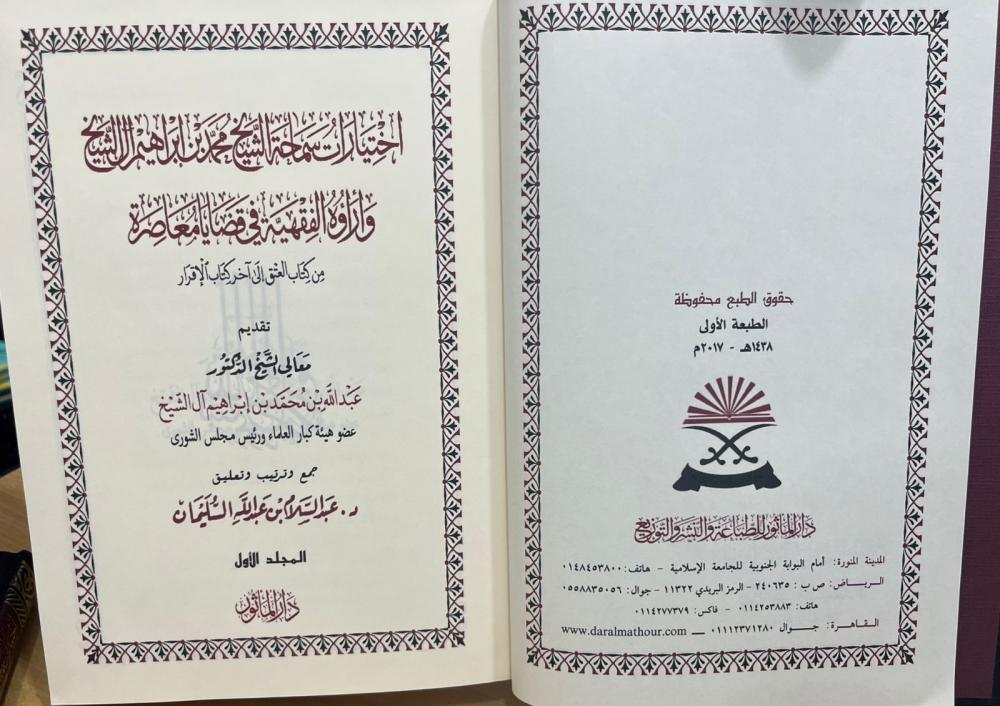 حقوق الطبع محفوظة
الطبعة الأولى
١٤٣٨هـ - ٢٠١٧م
دار المأثور للطباعة والنشر والتوزيع
المدينة المنورة: أمام البوابة الجنوبية للجامعة الإسلامية - هاتف: ٠١٤٨٤٥٣٨٠٠
الرياض: ص ب: ٢٤٠٦٣٥ - الرمز البريدي ١١٣٢٢ - جوال: ٠٥٥٨٨٣٥٠٥٦
هاتف: ٠١١٤٢٥٣٨٨٣ - فاكس: ٠١١٤٢٧٧٣٧٩
القاهرة: جوال ٠١١١٢٣٧١٢٨٠ — www.daralmathour.com
اختيارات سماحة الشيخ محمد بن إبراهيم آل الشيخ
وآراؤه الفقهية في قضايا معاصرة
من كتاب العتق إلى آخر كتاب الإقرار
تقديم
معالي الشيخ الدكتور
عبد الله بن محمد بن إبراهيم آل الشيخ
عضو هيئة كبار العلماء ورئيس مجلس الشورى
جمع وترتيب وتعليق
د. عبد السلام بن عبد الله السليمان
المجلد الأول
دار المأثور